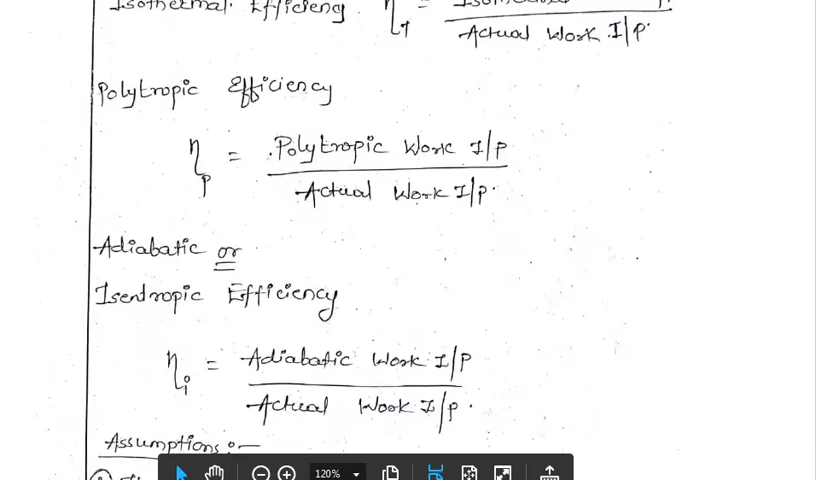 Isothermal. Efficiency η_T =
Actual Work I/P.
Polytropic Efficiency
η_p = Polytropic Work I/P
Actual Work I/P.
Adiabatic or
Isentropic Efficiency
η_i = Adiabatic Work I/P
Actual Work I/P.
Assumptions:-
120%